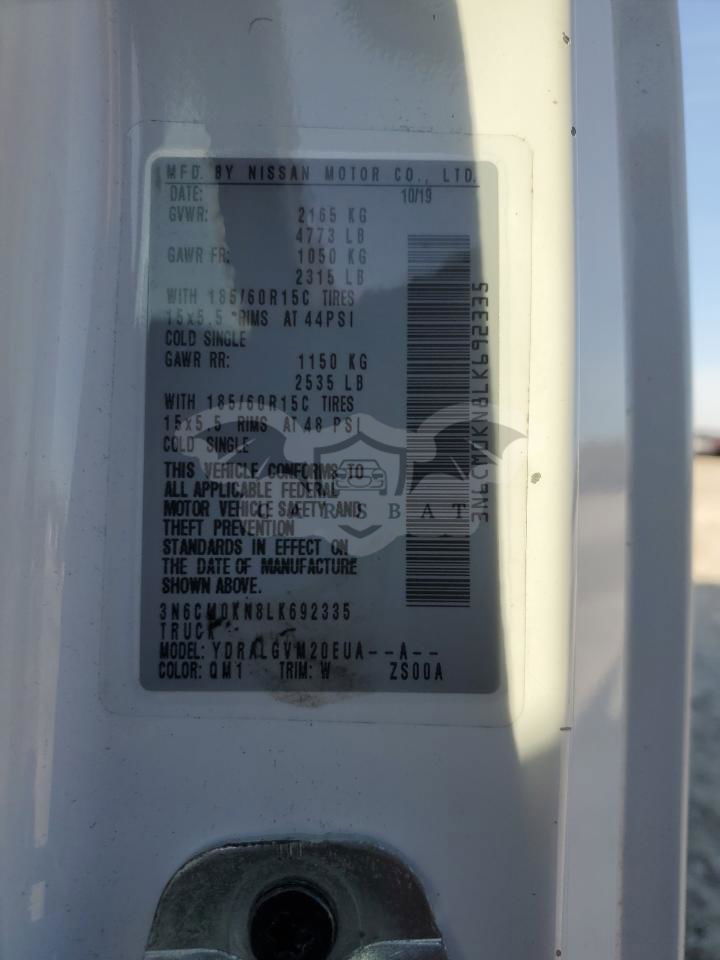 MFD. BY NISSAN MOTOR CO., LTD.
DATE: 10/19
GVWR: 2165 KG
4773 LB
GAWR FR: 1050 KG
2315 LB
WITH 185/60R15C TIRES
15x5.5 RIMS AT 44PSI
COLD SINGLE
GAWR RR: 1150 KG
2535 LB
WITH 185/60R15C TIRES
15x5.5 RIMS AT 48 PSI
COLD SINGLE
THIS VEHICLE CONFORMS TO
ALL APPLICABLE FEDERAL
MOTOR VEHICLE SAFETY AND
THEFT PREVENTION
STANDARDS IN EFFECT ON
THE DATE OF MANUFACTURE
SHOWN ABOVE.
3N6CM0KN8LK692335
TRUCK
MODEL: YDRALGVM20EUA--A--
COLOR: QM1 TRIM: W ZS00A
3N6CM0KN8LK692335
CARSBAT